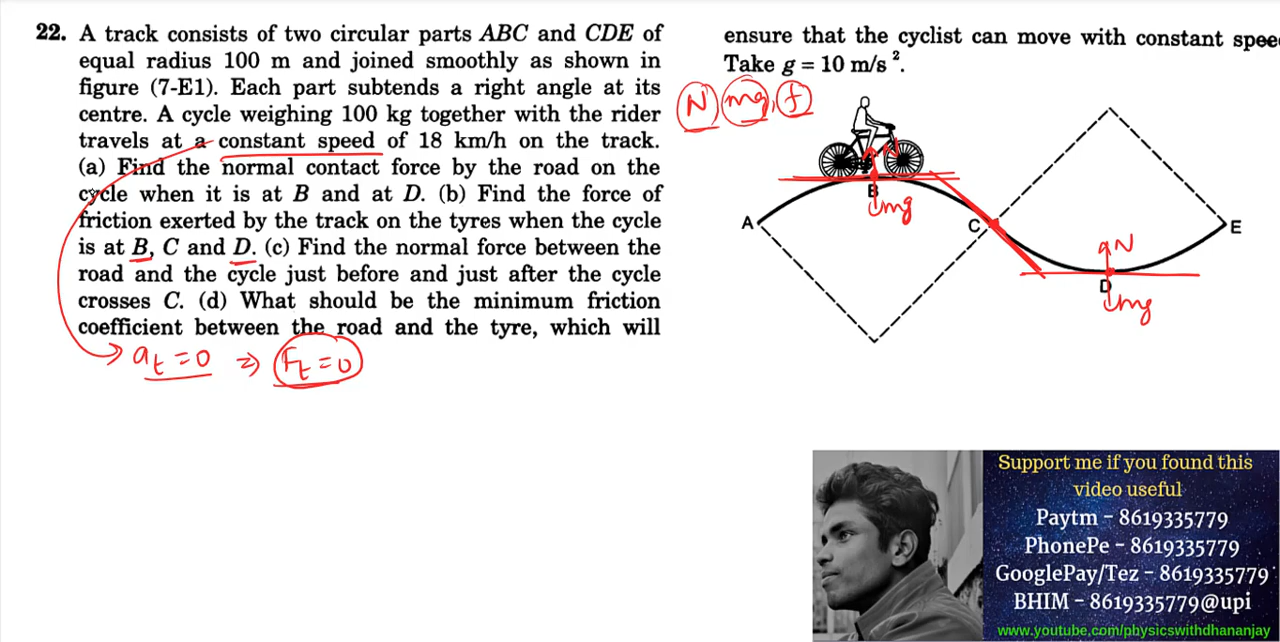 22. A track consists of two circular parts ABC and CDE of
equal radius 100 m and joined smoothly as shown in
figure (7-E1). Each part subtends a right angle at its
centre. A cycle weighing 100 kg together with the rider
travels at a constant speed of 18 km/h on the track.
(a) Find the normal contact force by the road on the
cycle when it is at B and at D. (b) Find the force of
friction exerted by the track on the tyres when the cycle
is at B, C and D. (c) Find the normal force between the
road and the cycle just before and just after the cycle
crosses C. (d) What should be the minimum friction
coefficient between the road and the tyre, which will
at = 0 ⇒ Ft = 0
ensure that the cyclist can move with constant spee
Take g = 10 m/s².
N mg, f
N
B
mg
A
C
E
N
D
mg
Support me if you found this
video useful
Paytm - 8619335779
PhonePe - 8619335779
GooglePay/Tez - 8619335779
BHIM - 8619335779@upi
www.youtube.com/physicswithdhananjay